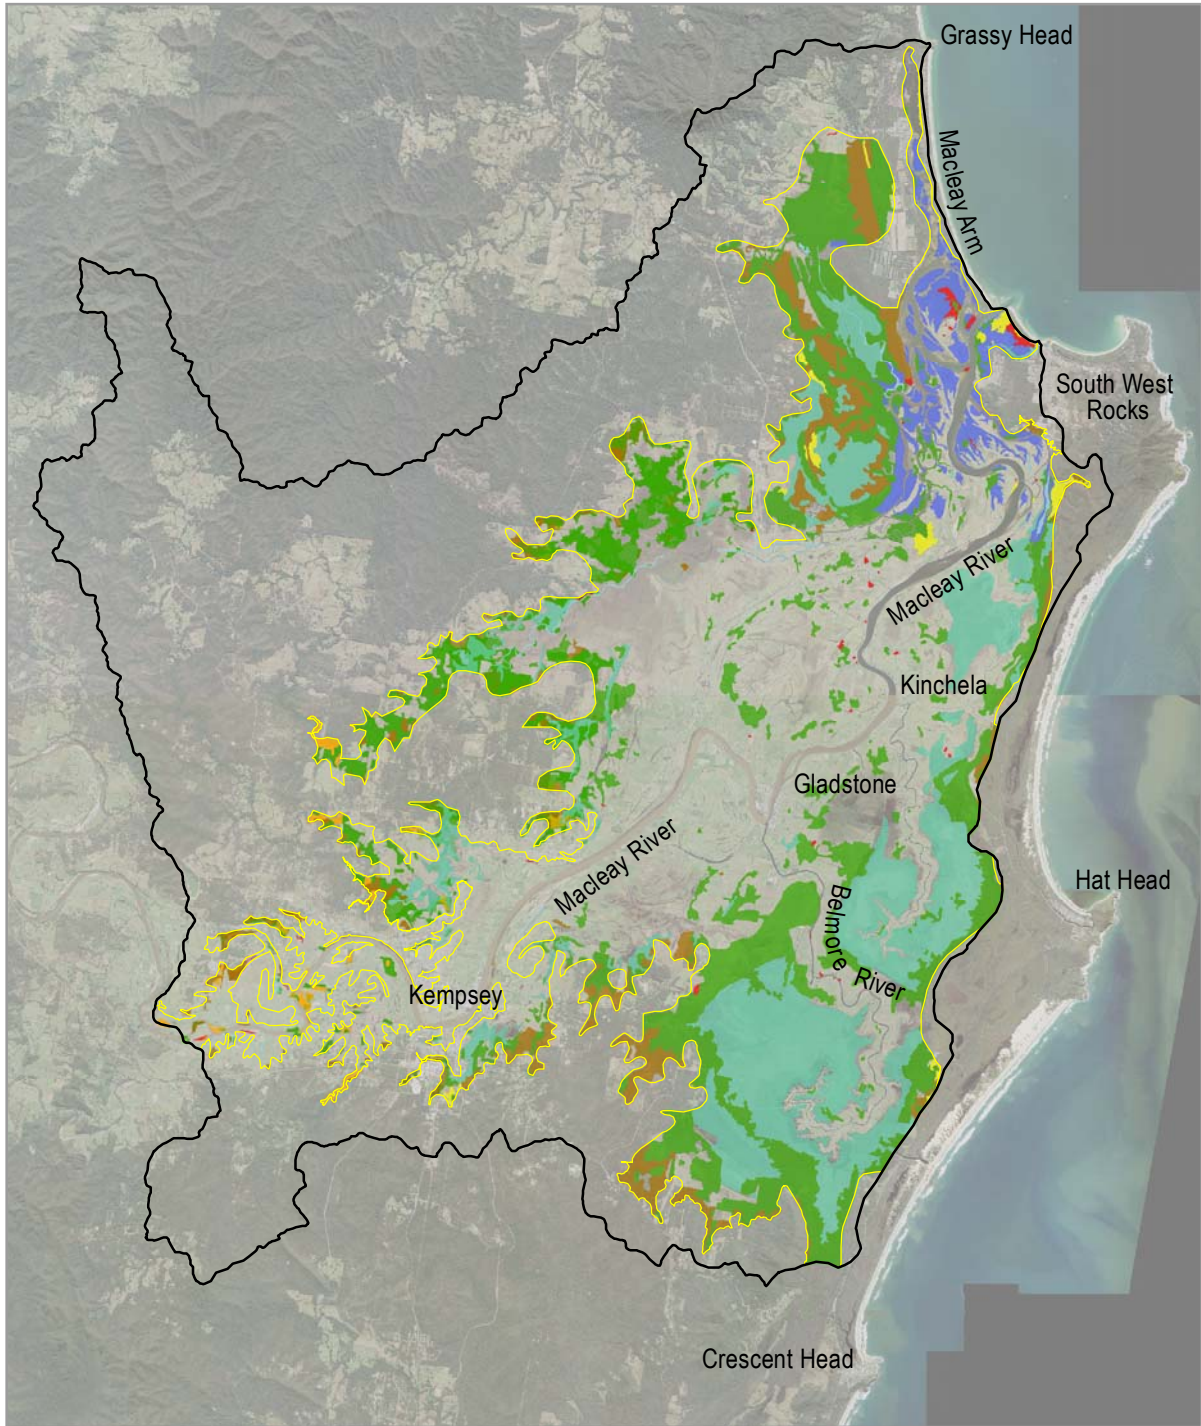 Grassy Head
Macleay Arm
South West
Rocks
Macleay River
Kinchela
Gladstone
Macleay River
Hat Head
Belmore River
Kempsey
Crescent Head